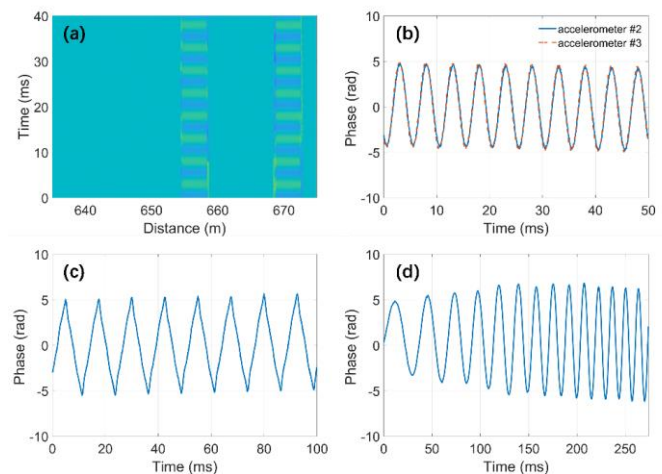 (a)
Time (ms)
40
30
20
10
0
640 650 660 670
Distance (m)
(b)
accelerometer #2
accelerometer #3
Phase (rad)
10
5
0
-5
-10
0 10 20 30 40 50
Time (ms)
(c)
Phase (rad)
10
5
0
-5
-10
0 20 40 60 80 100
Time (ms)
(d)
Phase (rad)
10
5
0
-5
-10
0 50 100 150 200 250
Time (ms)